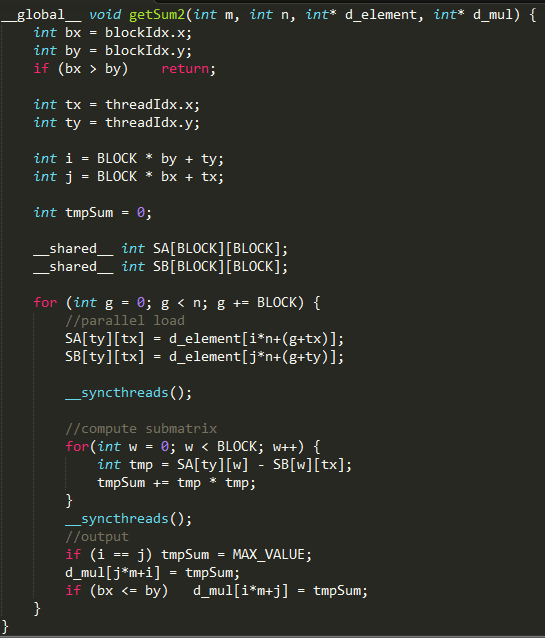 __global__ void getSum2(int m, int n, int* d_element, int* d_mul) {
    int bx = blockIdx.x;
    int by = blockIdx.y;
    if (bx > by)    return;

    int tx = threadIdx.x;
    int ty = threadIdx.y;

    int i = BLOCK * by + ty;
    int j = BLOCK * bx + tx;

    int tmpSum = 0;

    __shared__ int SA[BLOCK][BLOCK];
    __shared__ int SB[BLOCK][BLOCK];

    for (int g = 0; g < n; g += BLOCK) {
        //parallel load
        SA[ty][tx] = d_element[i*n+(g+tx)];
        SB[ty][tx] = d_element[j*n+(g+ty)];

        __syncthreads();

        //compute submatrix
        for(int w = 0; w < BLOCK; w++) {
            int tmp = SA[ty][w] - SB[w][tx];
            tmpSum += tmp * tmp;
        }
        __syncthreads();
        //output
        if (i == j) tmpSum = MAX_VALUE;
        d_mul[j*m+i] = tmpSum;
        if (bx <= by)   d_mul[i*m+j] = tmpSum;
    }
}